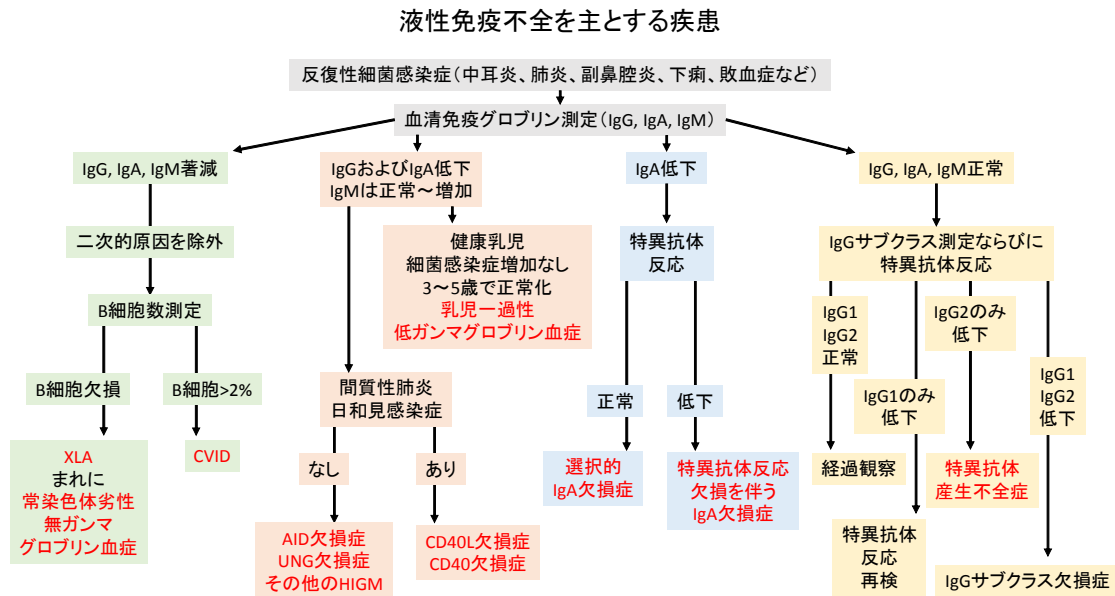 液性免疫不全を主とする疾患
反復性細菌感染症（中耳炎、肺炎、副鼻腔炎、下痢、敗血症など）
血清免疫グロブリン測定（IgG, IgA, IgM）
IgG, IgA, IgM著減
二次的原因を除外
B細胞数測定
B細胞欠損
B細胞>2%
XLA
まれに
常染色体劣性
無ガンマ
グロブリン血症
CVID
IgGおよびIgA低下
IgMは正常～増加
健康乳児
細菌感染症増加なし
3～5歳で正常化
乳児一過性
低ガンマグロブリン血症
間質性肺炎
日和見感染症
なし
あり
AID欠損症
UNG欠損症
その他のHIGM
CD40L欠損症
CD40欠損症
IgA低下
特異抗体
反応
正常
低下
選択的
IgA欠損症
特異抗体反応
欠損を伴う
IgA欠損症
IgG, IgA, IgM正常
IgGサブクラス測定ならびに
特異抗体反応
IgG1
IgG2
正常
IgG1のみ
低下
IgG2のみ
低下
IgG1
IgG2
低下
経過観察
特異抗体
反応
再検
特異抗体
産生不全症
IgGサブクラス欠損症